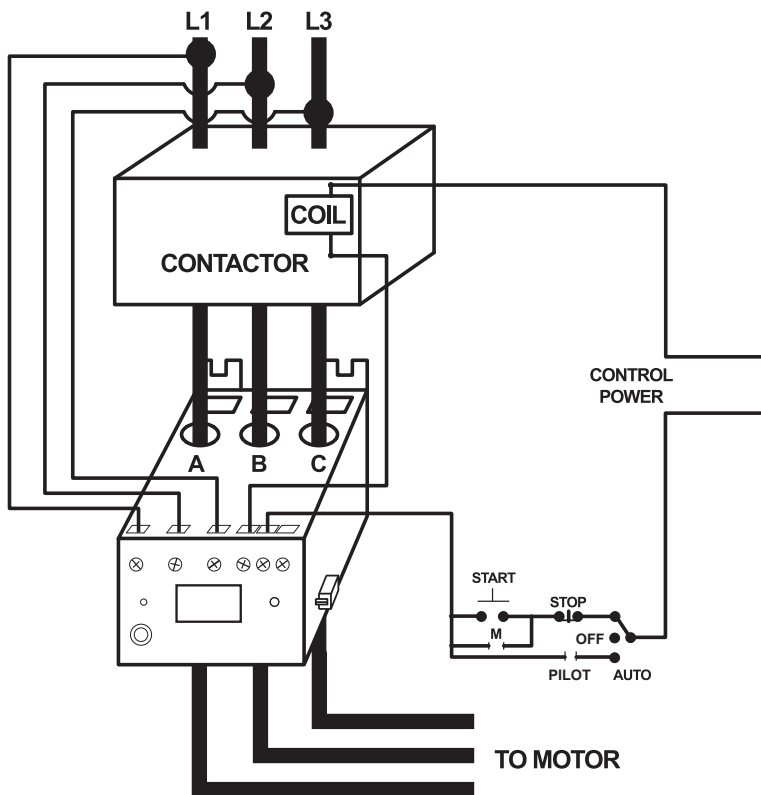 L1 L2 L3
COIL
CONTACTOR
CONTROL
POWER
A B C
START
STOP
M
OFF
PILOT AUTO
TO MOTOR